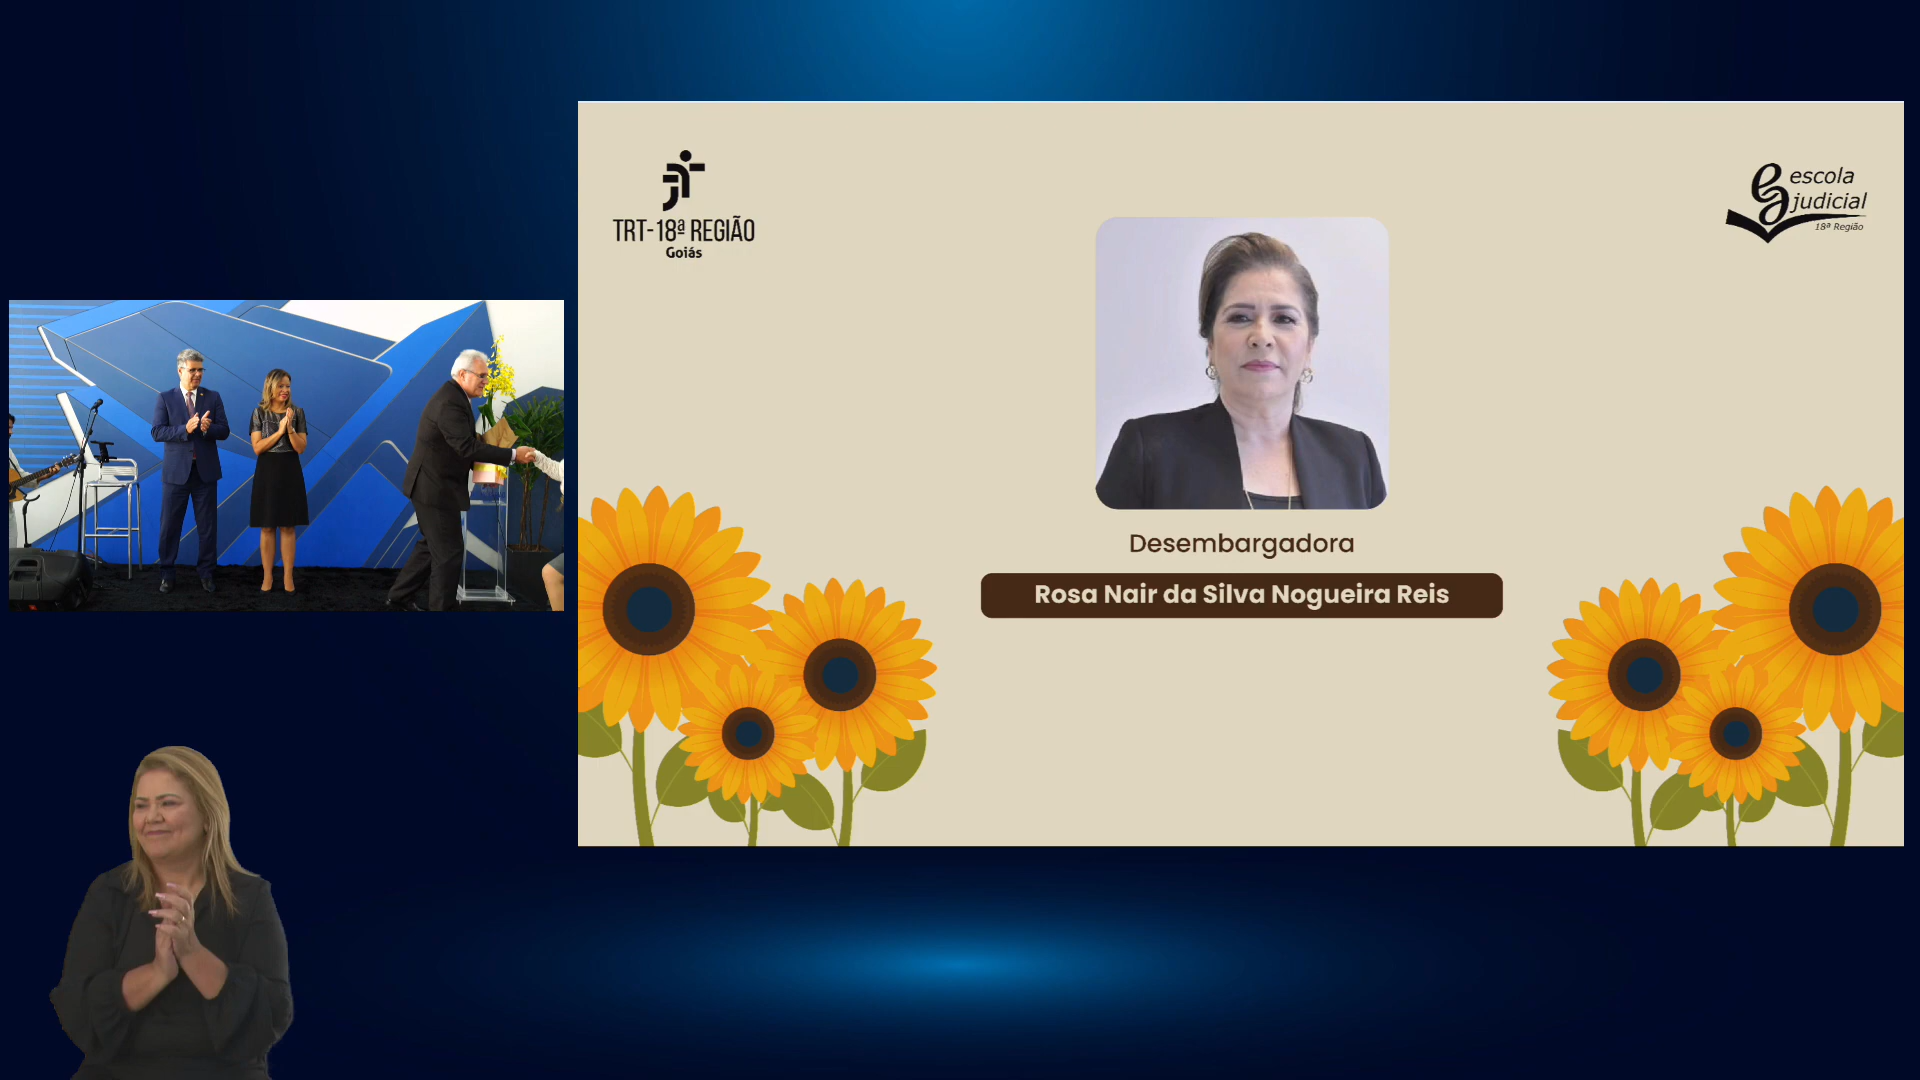 TRT-18ª REGIÃO
Goiás
escola
judicial
18ª Região
Desembargadora
Rosa Nair da Silva Nogueira Reis